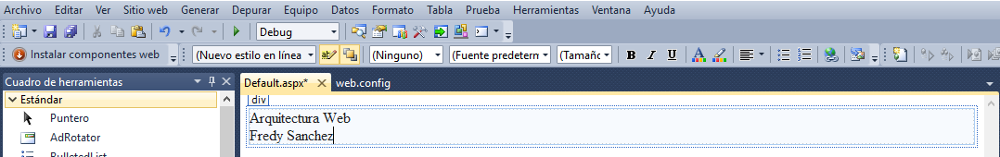 Archivo Editar Ver Sitio web Generar Depurar Equipo Datos Formato Tabla Prueba Herramientas Ventana Ayuda
Debug
Instalar componentes web (Nuevo estilo en línea (Ninguno) (Fuente predeterm (Tamañc B I U A
Cuadro de herramientas
Default.aspx* web.config
Estándar
div
Puntero
Arquitectura Web
AdRotator
Fredy Sanchez
BulletedList